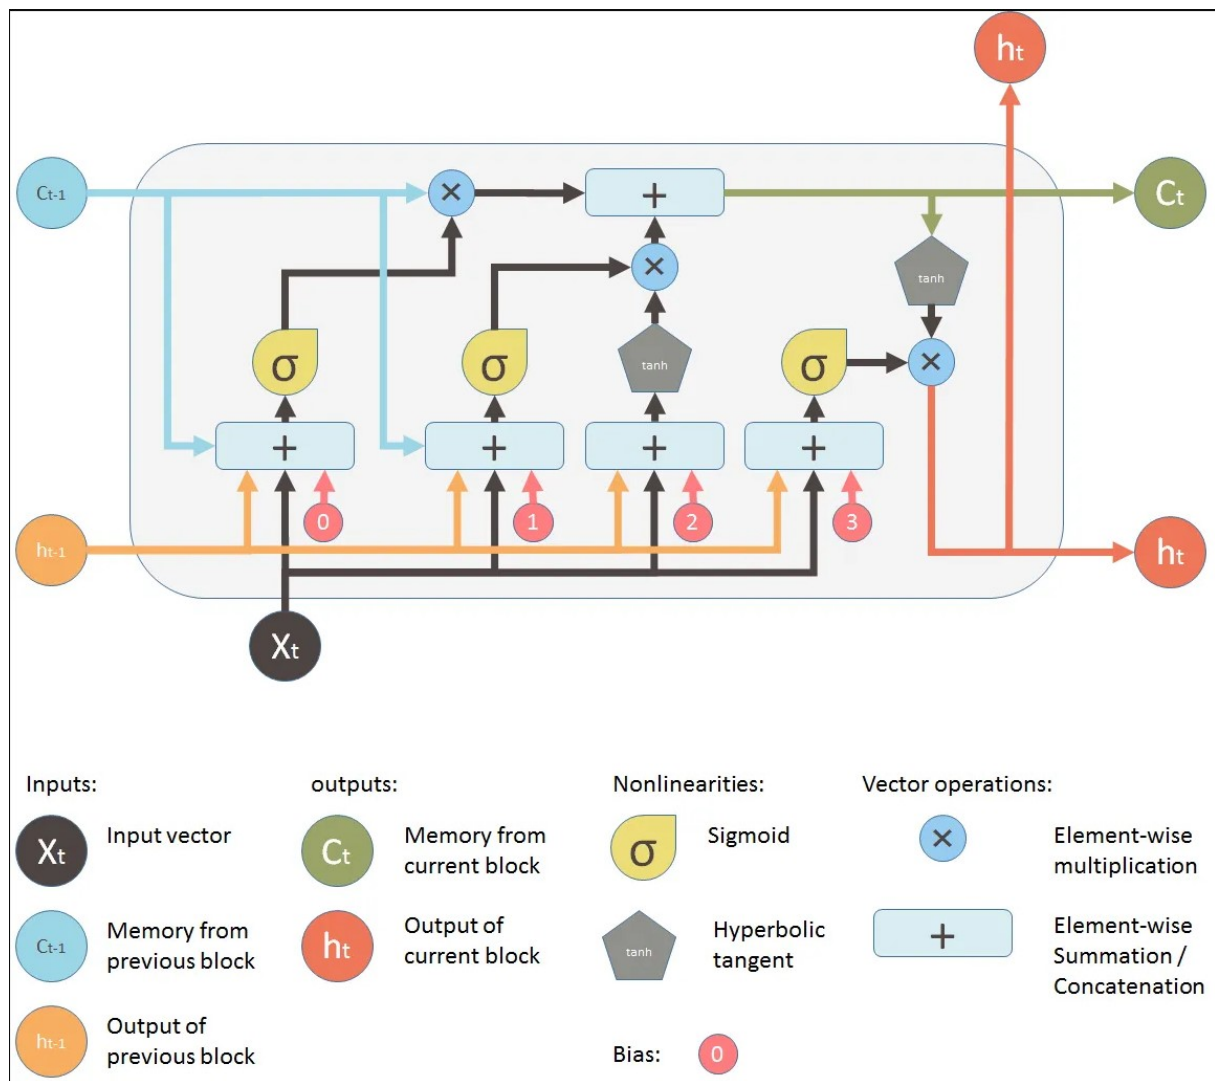 ht
Ct-1
×
+
Ct
×
tanh
σ
σ
tanh
σ
×
+
+
+
+
0
1
2
3
ht-1
ht
Xt
Inputs:
outputs:
Nonlinearities:
Vector operations:
Xt
Input vector
Ct
Memory from
current block
σ
Sigmoid
×
Element-wise
multiplication
Ct-1
Memory from
previous block
ht
Output of
current block
tanh
Hyperbolic
tangent
+
Element-wise
Summation /
Concatenation
ht-1
Output of
previous block
Bias:
0